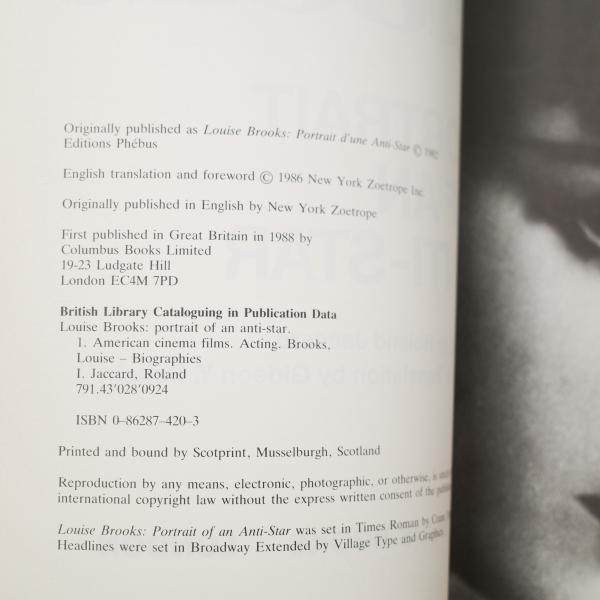 Originally published as Louise Brooks: Portrait d'une Anti-Star ©
Editions Phébus
English translation and foreword © 1986 New York Zoetrope Inc.
Originally published in English by New York Zoetrope
First published in Great Britain in 1988 by
Columbus Books Limited
19-23 Ludgate Hill
London EC4M 7PD
British Library Cataloguing in Publication Data
Louise Brooks: portrait of an anti-star.
1. American cinema films. Acting. Brooks,
Louise – Biographies
I. Jaccard, Roland
791.43'028'0924
ISBN 0–86287–420–3
Printed and bound by Scotprint, Musselburgh, Scotland
Reproduction by any means, electronic, photographic, or otherwise, is
international copyright law without the express written consent of the
Louise Brooks: Portrait of an Anti-Star was set in Times Roman by
Headlines were set in Broadway Extended by Village Type and Graphics.